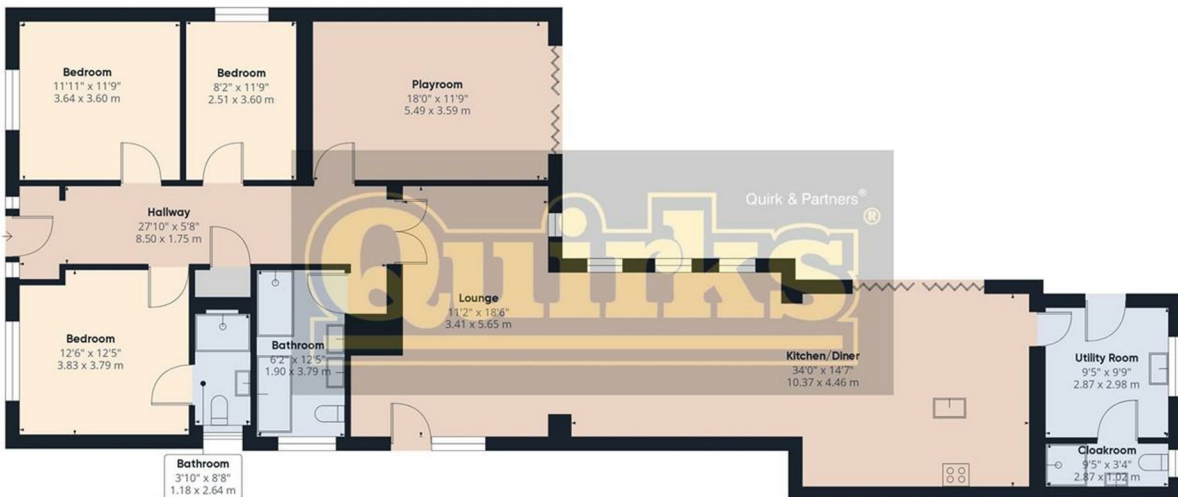 Bedroom
11'11" x 11'9"
3.64 x 3.60 m
Bedroom
8'2" x 11'9"
2.51 x 3.60 m
Playroom
18'0" x 11'9"
5.49 x 3.59 m
Hallway
27'10" x 5'8"
8.50 x 1.75 m
Quirk & Partners®
Quirks®
Lounge
11'2" x 18'6"
3.41 x 5.65 m
Bedroom
12'6" x 12'5"
3.83 x 3.79 m
Bathroom
6'2" x 12'5"
1.90 x 3.79 m
Kitchen/Diner
34'0" x 14'7"
10.37 x 4.46 m
Utility Room
9'5" x 9'9"
2.87 x 2.98 m
Cloakroom
9'5" x 3'4"
2.87 x 1.02 m
Bathroom
3'10" x 8'8"
1.18 x 2.64 m